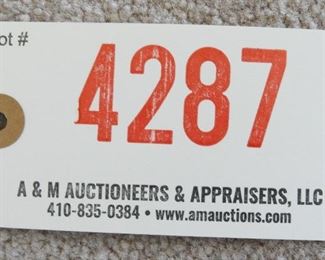 ot #
4287
A & M AUCTIONEERS & APPRAISERS, LLC
410-835-0384 • www.amauctions.com